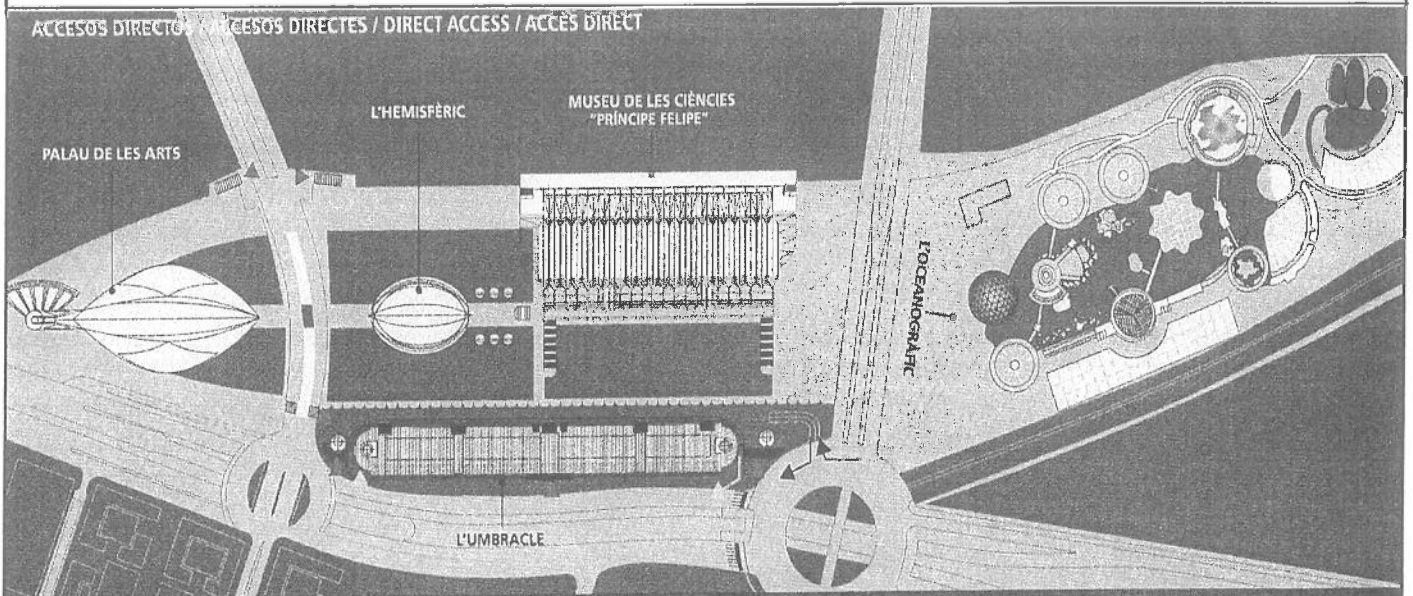 ACCESOS DIRECTOS / ACCESOS DIRECTES / DIRECT ACCESS / ACCÈS DIRECT
PALAU DE LES ARTS
L'HEMISFÈRIC
MUSEU DE LES CIÈNCIES
"PRÍNCIPE FELIPE"
L'OCEANOGRÀFIC
L'UMBRACLE